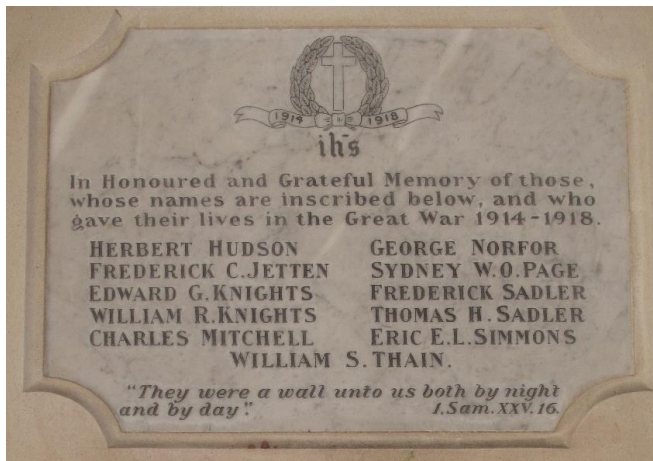 1914 1918
ihs
In Honoured and Grateful Memory of those,
whose names are inscribed below, and who
gave their lives in the Great War 1914-1918.
HERBERT HUDSON GEORGE NORFOR
FREDERICK C. JETTEN SYDNEY W.O. PAGE
EDWARD G. KNIGHTS FREDERICK SADLER
WILLIAM R. KNIGHTS THOMAS H. SADLER
CHARLES MITCHELL ERIC E.L. SIMMONS
WILLIAM S. THAIN.
"They were a wall unto us both by night
and by day". 1. Sam. XXV. 16.